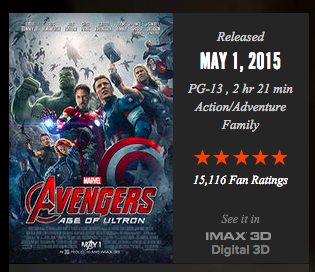 MARVEL
AVENGERS
AGE OF ULTRON
MAY 1
Released
MAY 1, 2015
PG-13 , 2 hr 21 min
Action/Adventure
Family
15,116 Fan Ratings
See it in
IMAX 3D
Digital 3D